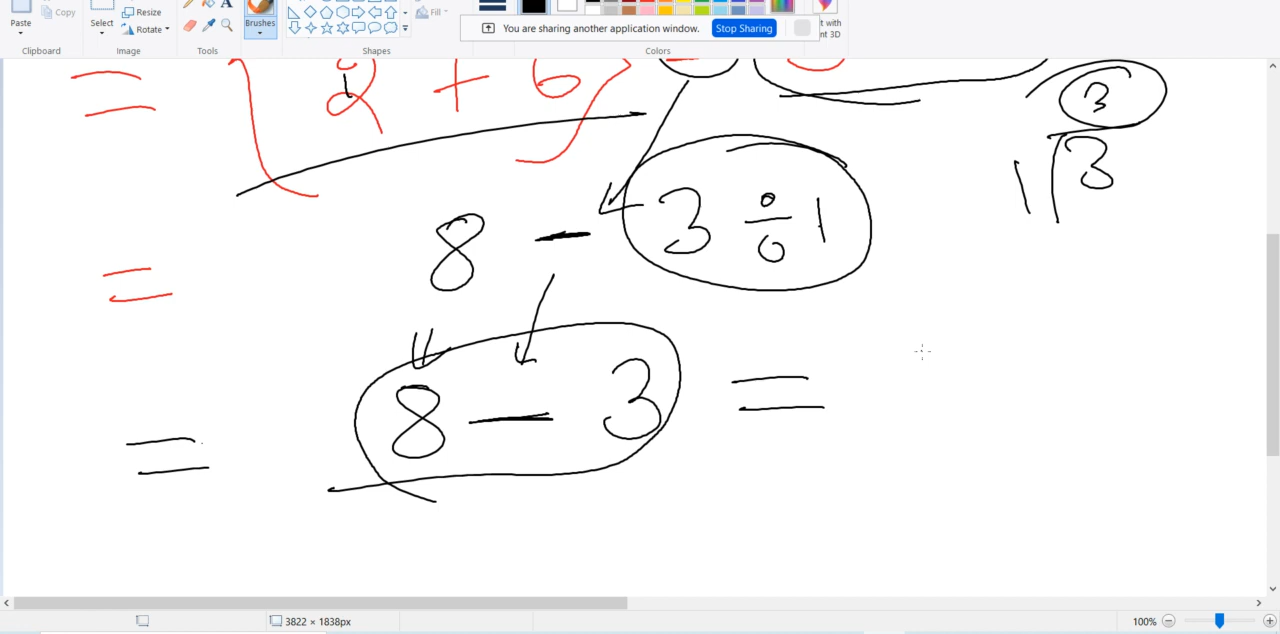 Paste
Copy
Clipboard
Select
Resize
Rotate
Image
Tools
Brushes
Shapes
Fill
You are sharing another application window.
Stop Sharing
Colors
= (2 + 6)
3
1 3
8 - 3 ÷ 1
=
= 8 - 3 =
3822 × 1838px
100%